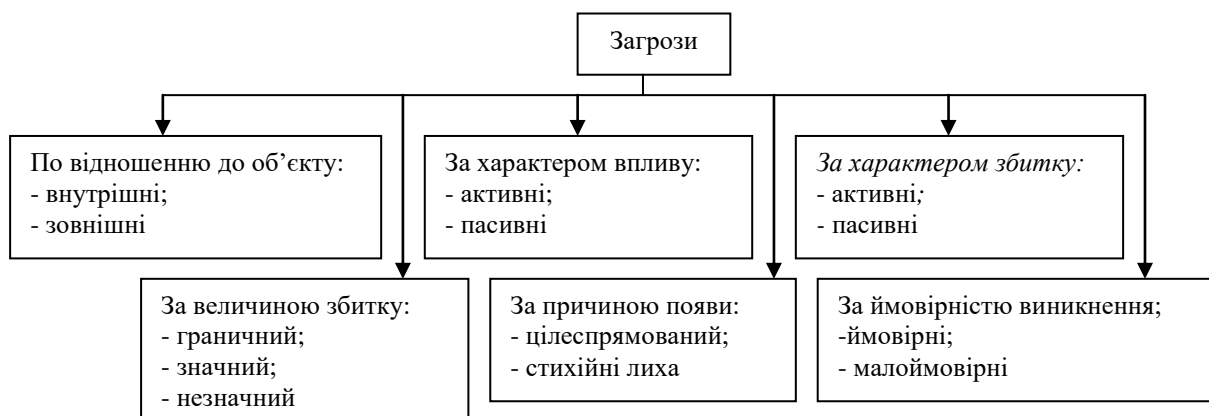 Загрози
По відношенню до об’єкту:
- внутрішні;
- зовнішні
За характером впливу:
- активні;
- пасивні
За характером збитку:
- активні;
- пасивні
За величиною збитку:
- граничний;
- значний;
- незначний
За причиною появи:
- цілеспрямований;
- стихійні лиха
За ймовірністю виникнення;
-ймовірні;
- малоймовірні